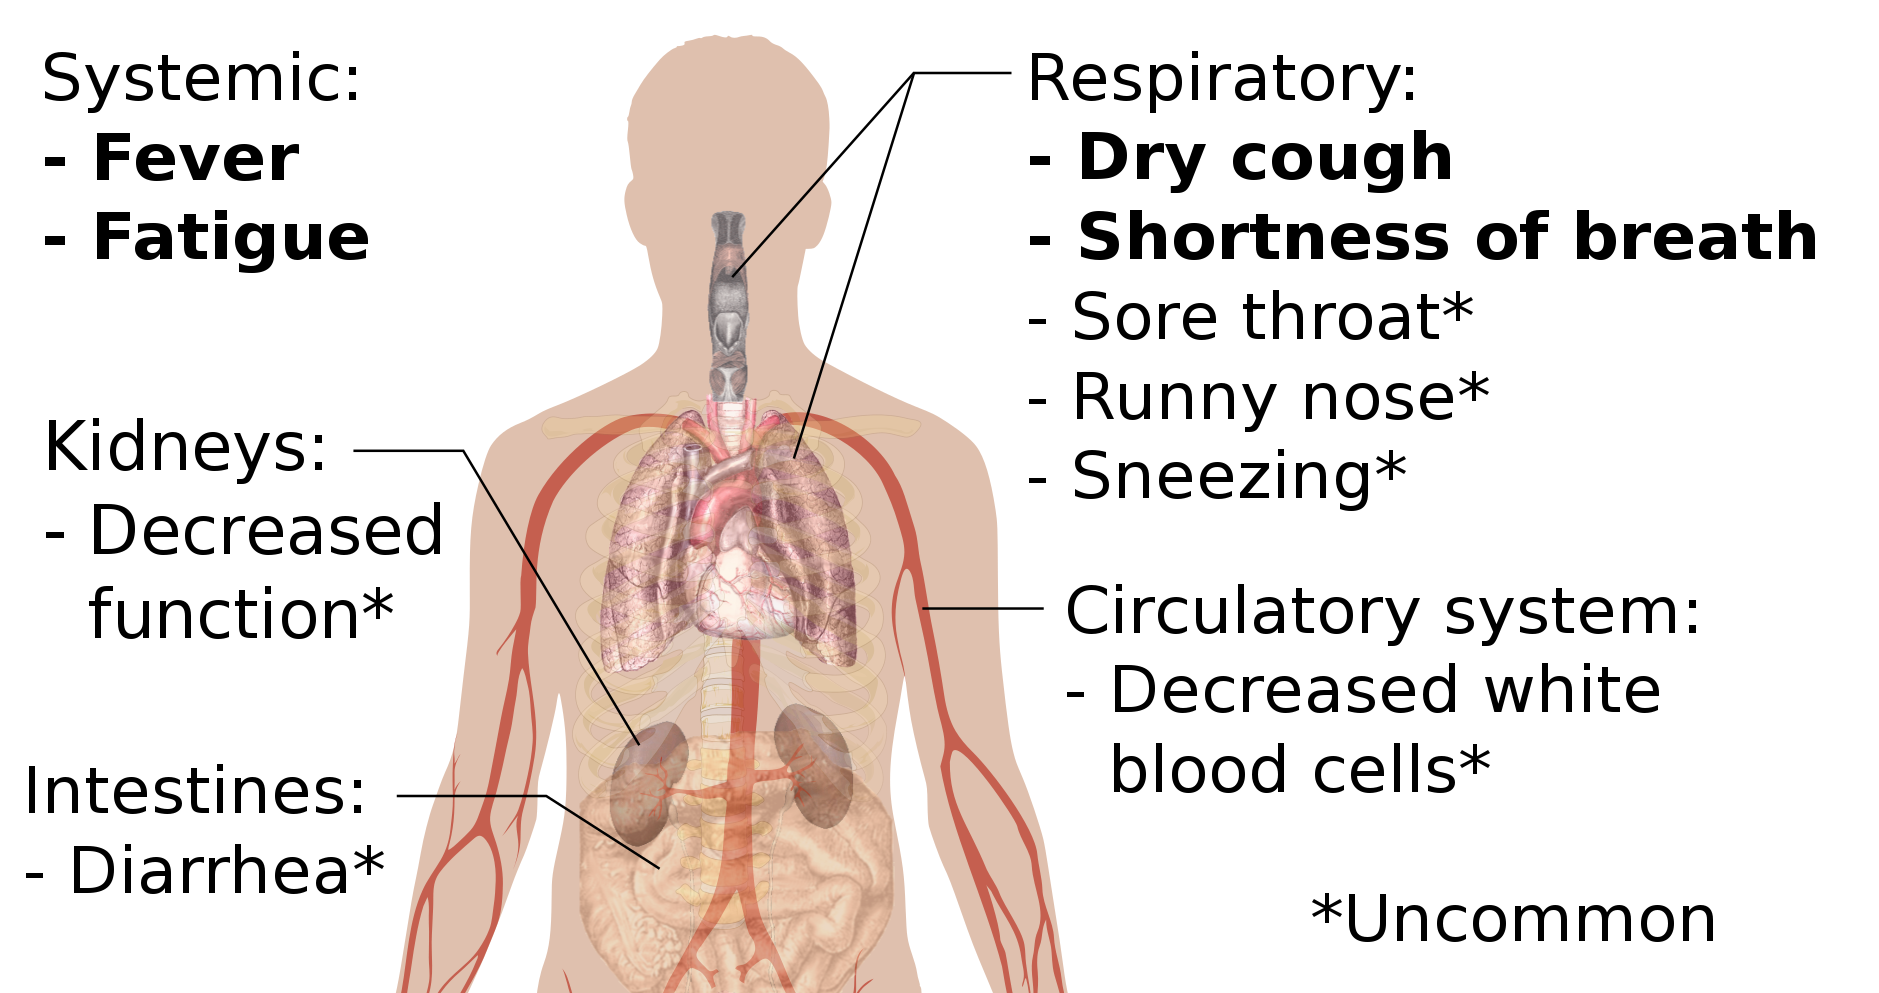 Systemic:
- Fever
- Fatigue
Kidneys:
- Decreased
function*
Intestines:
- Diarrhea*
Respiratory:
- Dry cough
- Shortness of breath
- Sore throat*
- Runny nose*
- Sneezing*
Circulatory system:
- Decreased white
blood cells*
*Uncommon